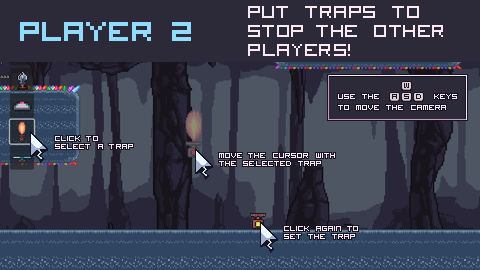 PLAYER 2
PUT TRAPS TO
STOP THE OTHER
PLAYERS!
W
USE THE A S D KEYS
TO MOVE THE CAMERA
CLICK TO
SELECT A TRAP
MOVE THE CURSOR WITH
THE SELECTED TRAP
CLICK AGAIN TO
SET THE TRAP